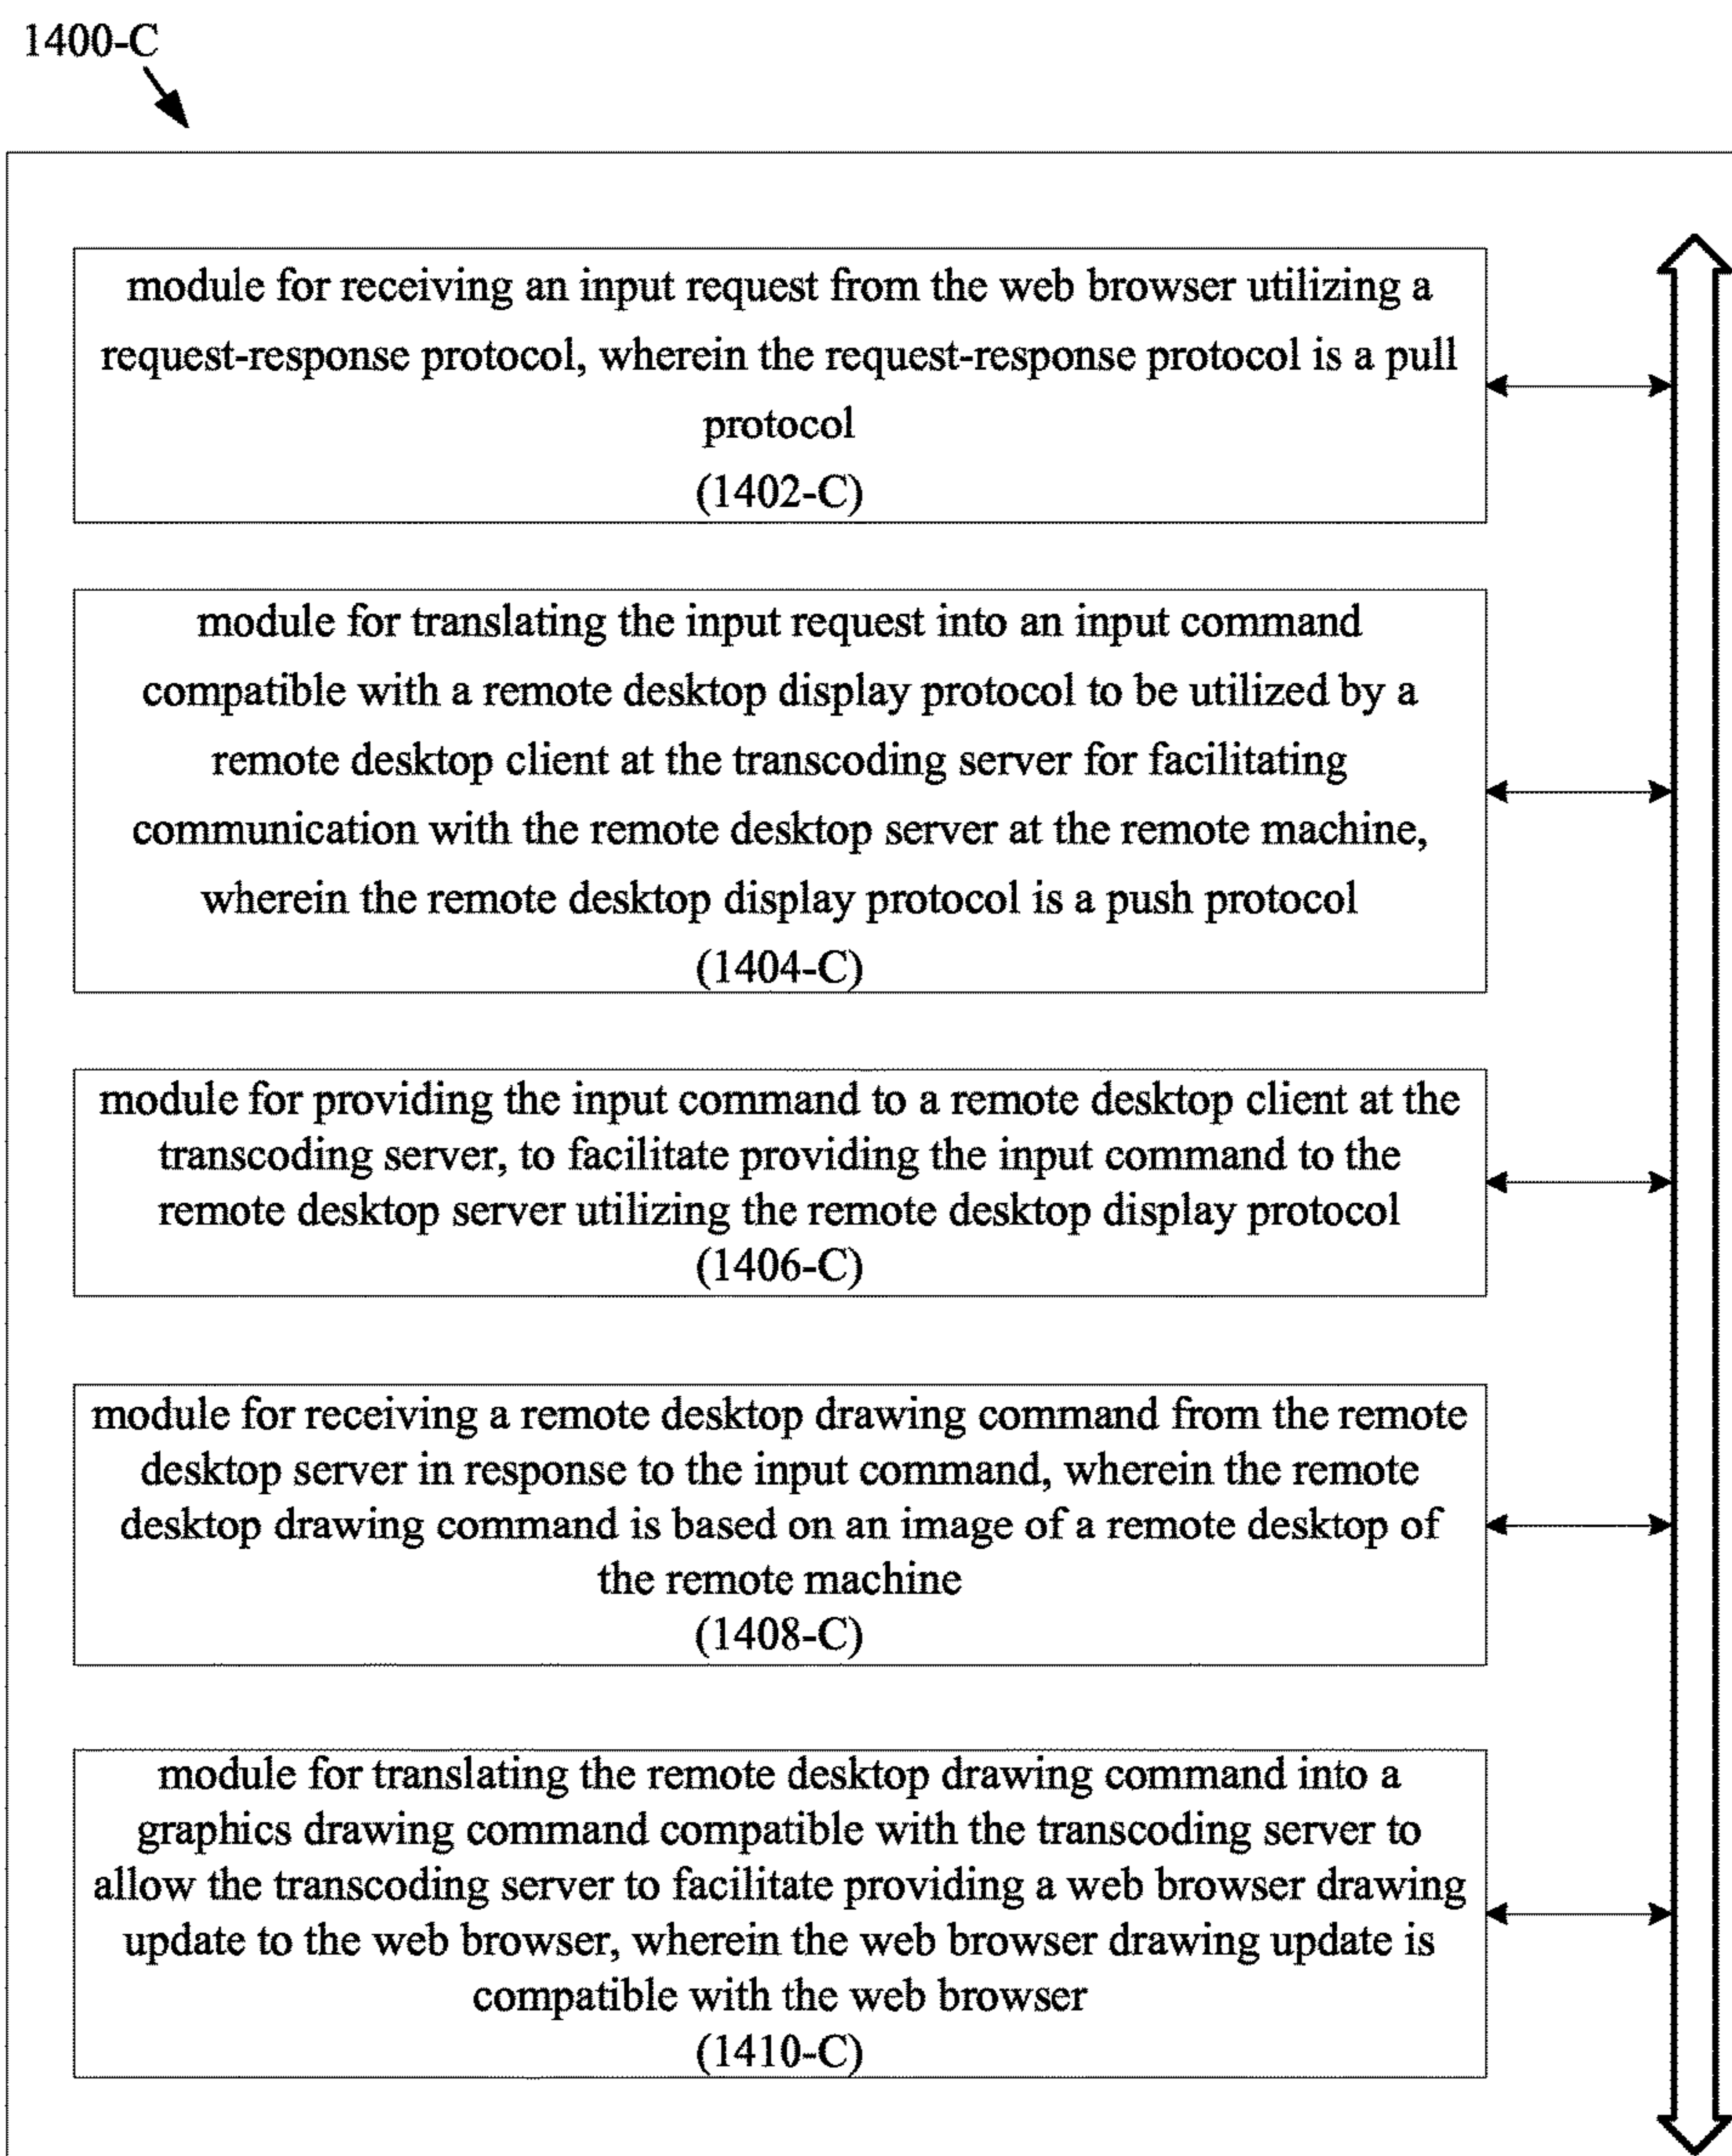 1400-C
module for receiving an input request from the web browser utilizing a
request-response protocol, wherein the request-response protocol is a pull
protocol
(1402-C)
module for translating the input request into an input command
compatible with a remote desktop display protocol to be utilized by a
remote desktop client at the transcoding server for facilitating
communication with the remote desktop server at the remote machine,
wherein the remote desktop display protocol is a push protocol
(1404-C)
module for providing the input command to a remote desktop client at the
transcoding server, to facilitate providing the input command to the
remote desktop server utilizing the remote desktop display protocol
(1406-C)
module for receiving a remote desktop drawing command from the remote
desktop server in response to the input command, wherein the remote
desktop drawing command is based on an image of a remote desktop of
the remote machine
(1408-C)
module for translating the remote desktop drawing command into a
graphics drawing command compatible with the transcoding server to
allow the transcoding server to facilitate providing a web browser drawing
update to the web browser, wherein the web browser drawing update is
compatible with the web browser
(1410-C)